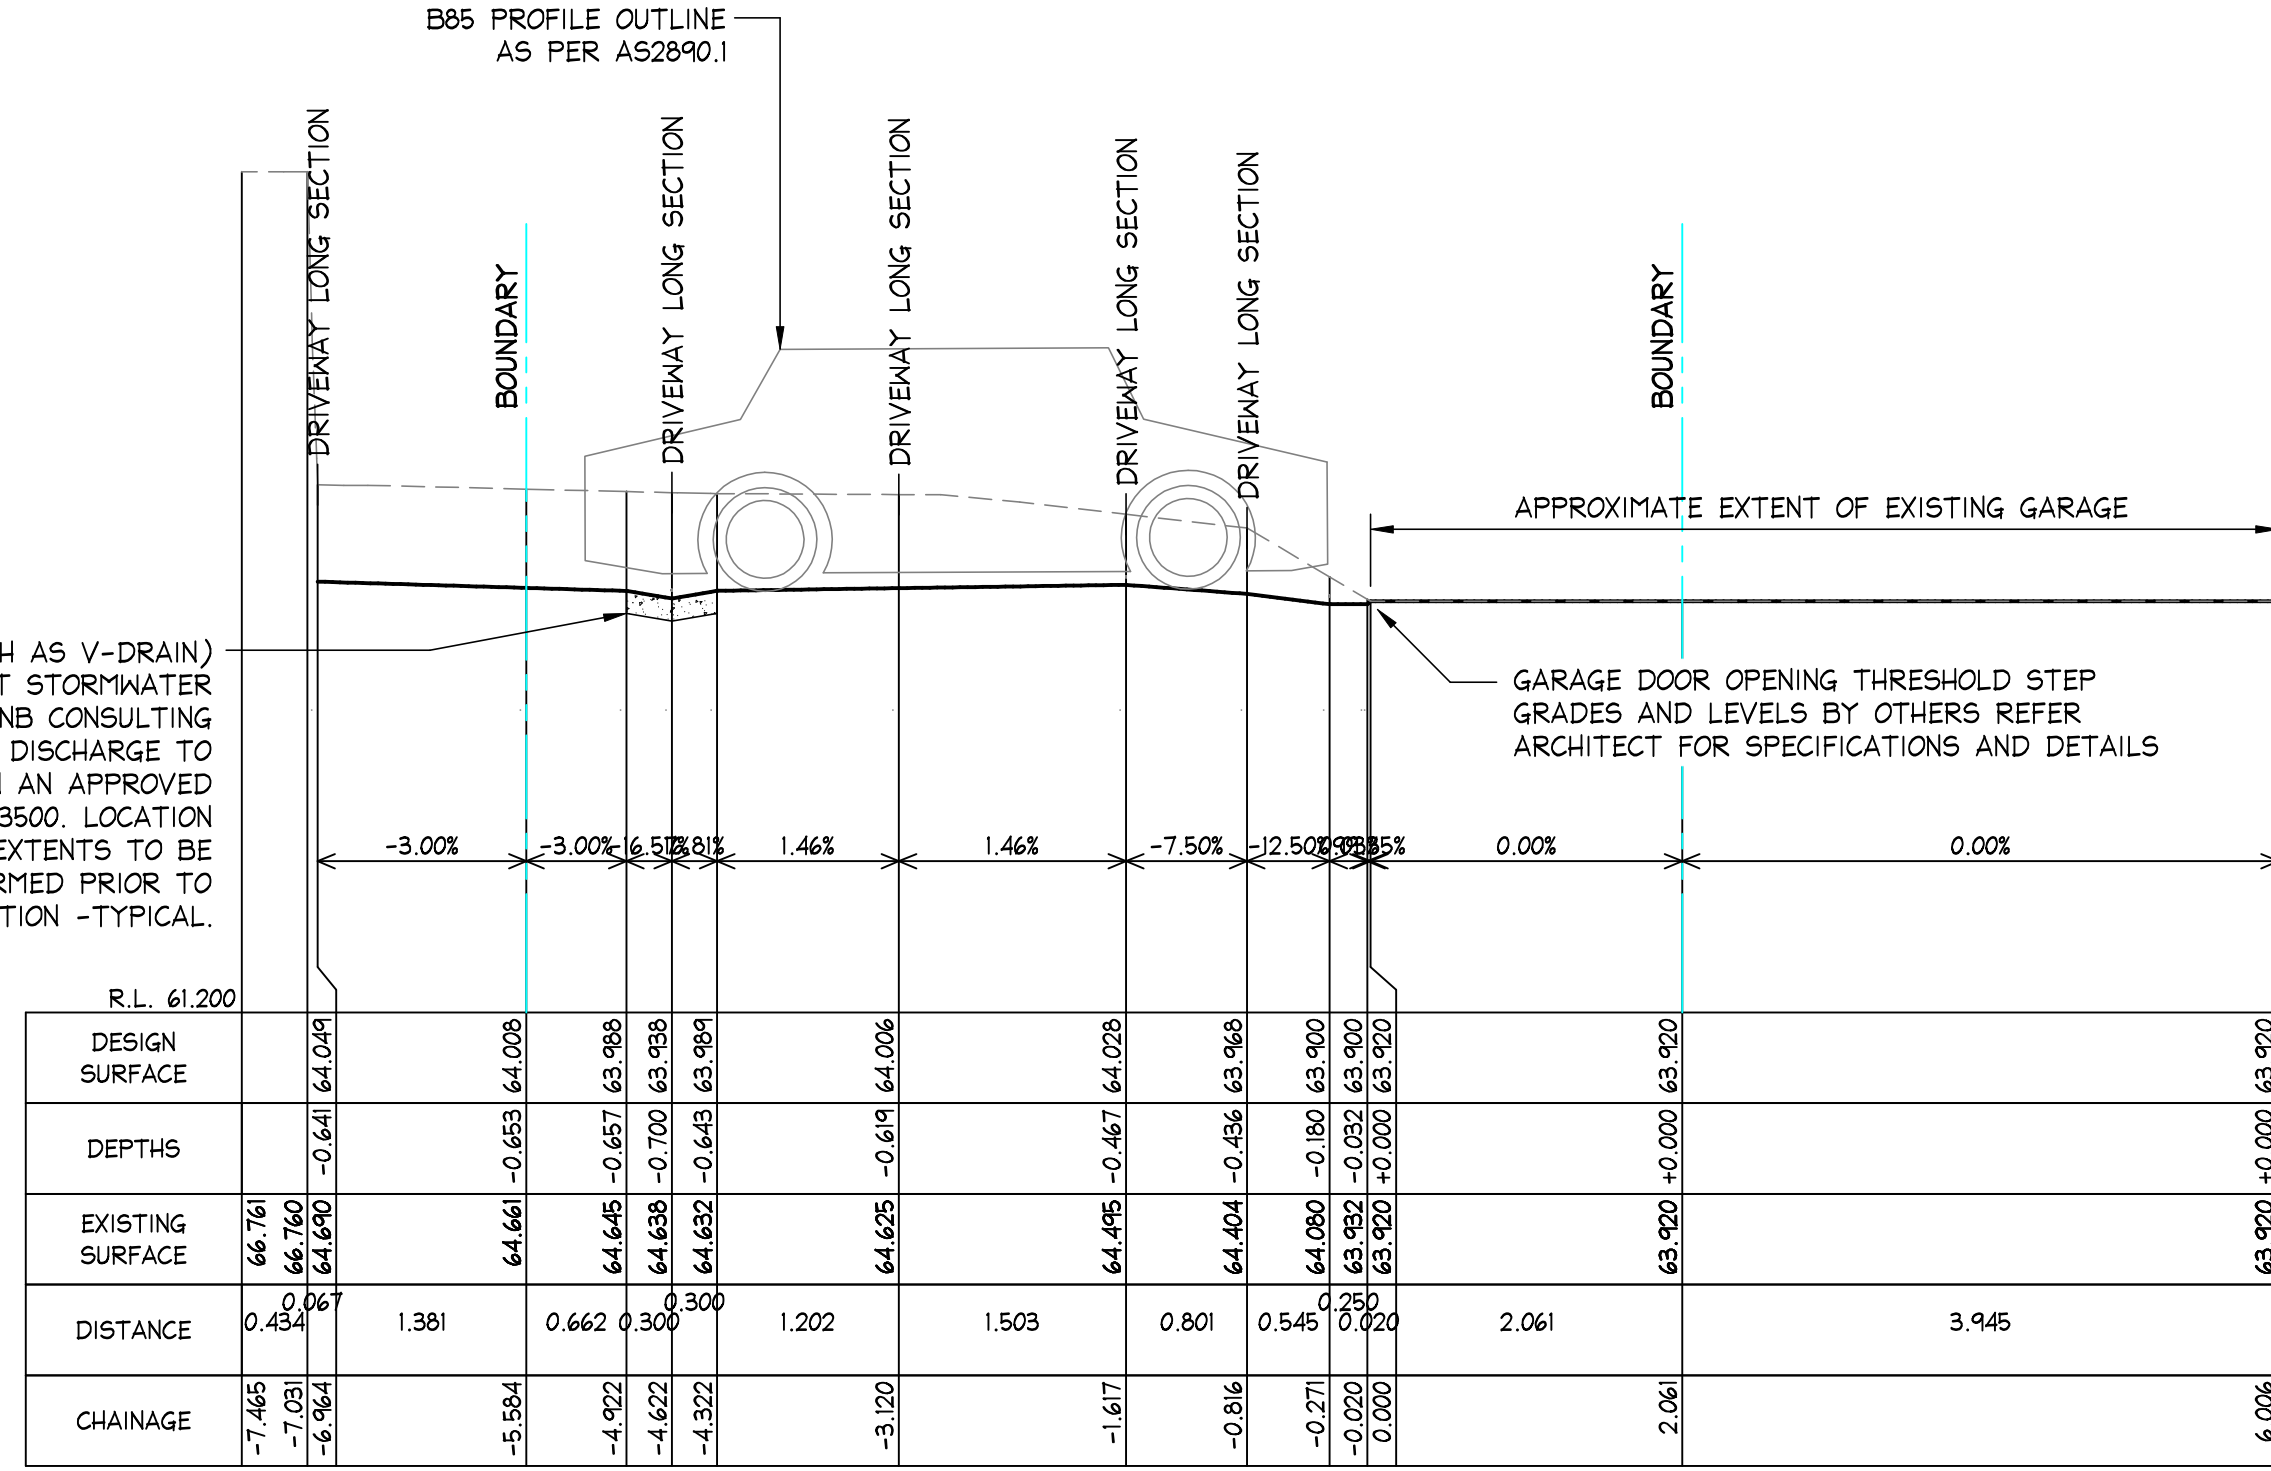 B85 PROFILE OUTLINE
AS PER AS2890.1
DRIVEWAY LONG SECTION
BOUNDARY
DRIVEWAY LONG SECTION
DRIVEWAY LONG SECTION
DRIVEWAY LONG SECTION
DRIVEWAY LONG SECTION
BOUNDARY
APPROXIMATE EXTENT OF EXISTING GARAGE
H AS V-DRAIN)
T STORMWATER
NB CONSULTING
DISCHARGE TO
AN APPROVED
3500. LOCATION
EXTENTS TO BE
RMED PRIOR TO
TION -TYPICAL.
GARAGE DOOR OPENING THRESHOLD STEP
GRADES AND LEVELS BY OTHERS REFER
ARCHITECT FOR SPECIFICATIONS AND DETAILS
-3.00% -3.00% 1.46% 1.46% -7.50% -12.50% 0.00% 0.00%
R.L. 61.200
DESIGN
SURFACE
64.049 64.008 63.988 63.938 63.989 64.006 64.028 63.968 63.900 63.900 63.920 63.920 63.920
DEPTHS
-0.641 -0.653 -0.657 -0.700 -0.643 -0.619 -0.467 -0.436 -0.180 -0.032 +0.000 +0.000 +0.000
EXISTING
SURFACE
66.761 66.760 64.690 64.661 64.645 64.638 64.632 64.625 64.495 64.404 64.080 63.932 63.920 63.920 63.920
DISTANCE
0.434 0.067 1.381 0.662 0.300 0.300 1.202 1.503 0.801 0.545 0.250 0.020 2.061 3.945
CHAINAGE
-7.465 -7.031 -6.964 -5.584 -4.922 -4.622 -4.322 -3.120 -1.617 -0.816 -0.271 -0.020 0.000 2.061 6.006